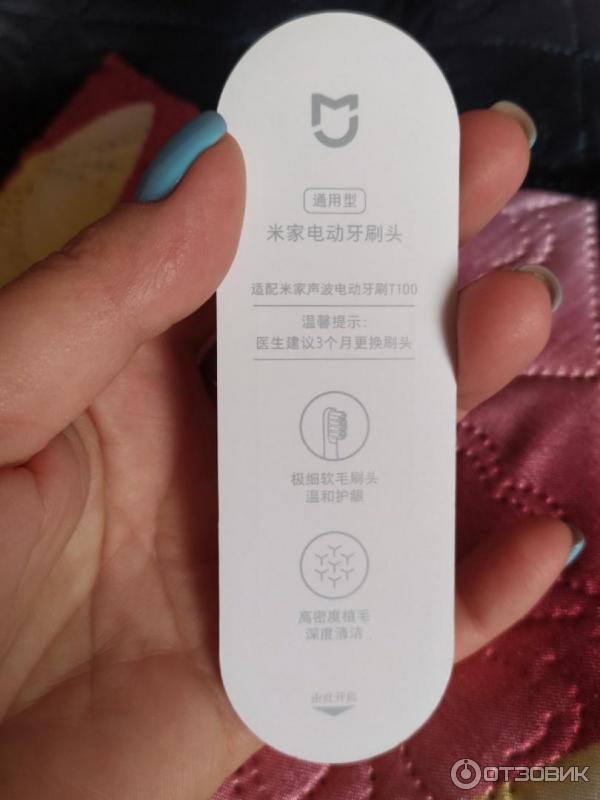 通用型
米家电动牙刷头
适配米家声波电动牙刷T100
温馨提示：
医生建议3个月更换刷头
极细软毛刷头
温和护龈
高密度植毛
深度清洁
由此开启
ОТЗОВИК